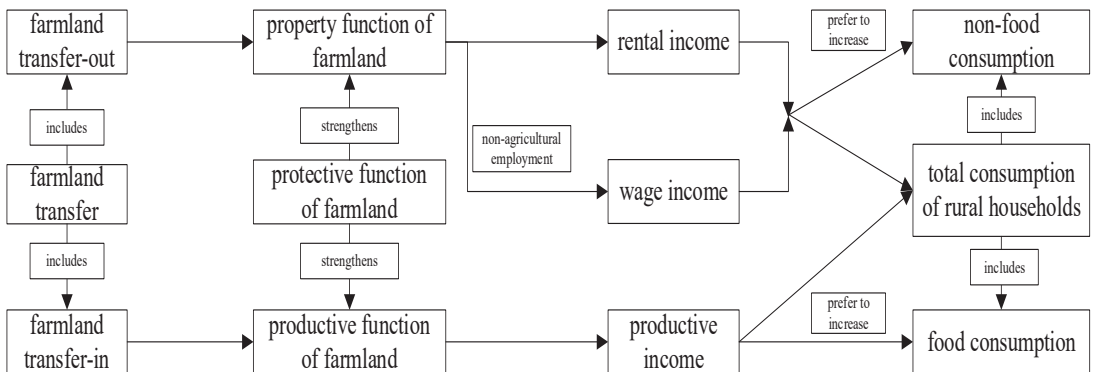 farmland
transfer-out
property function of
farmland
rental income
prefer to
increase
non-food
consumption
includes
strengthens
non-agricultural
employment
includes
farmland
transfer
protective function
of farmland
wage income
total consumption
of rural households
includes
strengthens
includes
prefer to
increase
farmland
transfer-in
productive function
of farmland
productive
income
food consumption